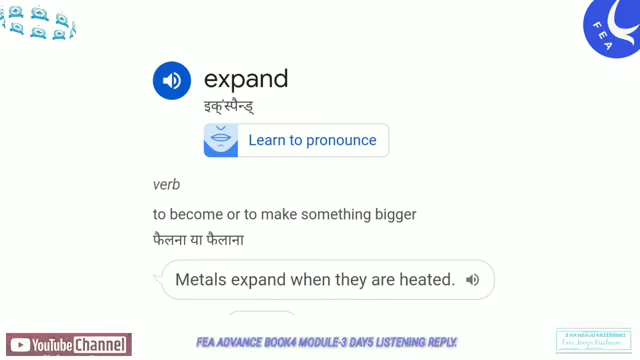 FEA
expand
इक्'स्पैन्ड्
Learn to pronounce
verb
to become or to make something bigger
फैलना या फैलाना
Metals expand when they are heated.
YouTube Channel
FEA ADVANCE BOOK4 MODULE-3 DAY5 LISTENING REPLY.